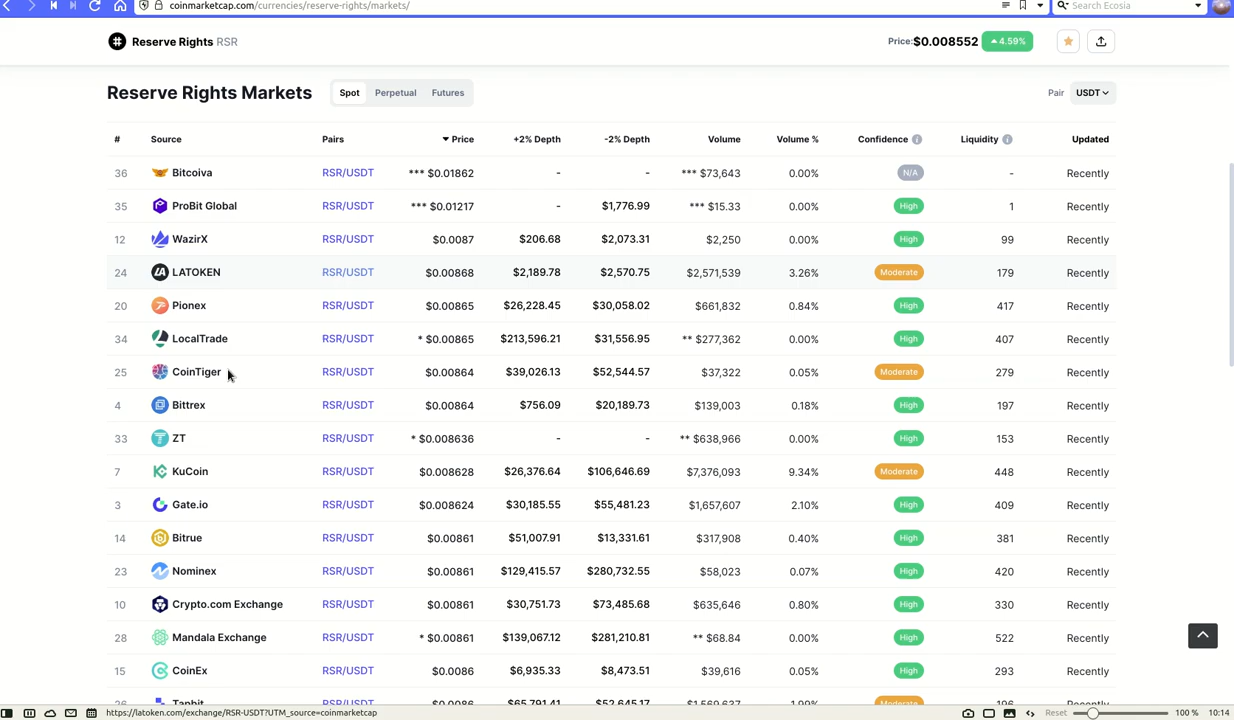 coinmarketcap.com/currencies/reserve-rights/markets/
Search Ecosia
Reserve Rights RSR
Price:$0.008552 4.59%
Reserve Rights Markets Spot Perpetual Futures Pair USDT
# Source Pairs Price +2% Depth -2% Depth Volume Volume % Confidence Liquidity Updated
36 Bitcoiva RSR/USDT *** $0.01862 - - *** $73,643 0.00% N/A - Recently
35 ProBit Global RSR/USDT *** $0.01217 - $1,776.99 *** $15.33 0.00% High 1 Recently
12 WazirX RSR/USDT $0.0087 $206.68 $2,073.31 $2,250 0.00% High 99 Recently
24 LATOKEN RSR/USDT $0.00868 $2,189.78 $2,570.75 $2,571,539 3.26% Moderate 179 Recently
20 Pionex RSR/USDT $0.00865 $26,228.45 $30,058.02 $661,832 0.84% High 417 Recently
34 LocalTrade RSR/USDT * $0.00865 $213,596.21 $31,556.95 ** $277,362 0.00% High 407 Recently
25 CoinTiger RSR/USDT $0.00864 $39,026.13 $52,544.57 $37,322 0.05% Moderate 279 Recently
4 Bittrex RSR/USDT $0.00864 $756.09 $20,189.73 $139,003 0.18% High 197 Recently
33 ZT RSR/USDT * $0.008636 - - ** $638,966 0.00% High 153 Recently
7 KuCoin RSR/USDT $0.008628 $26,376.64 $106,646.69 $7,376,093 9.34% Moderate 448 Recently
3 Gate.io RSR/USDT $0.008624 $30,185.55 $55,481.23 $1,657,607 2.10% High 409 Recently
14 Bitrue RSR/USDT $0.00861 $51,007.91 $13,331.61 $317,908 0.40% High 381 Recently
23 Nominex RSR/USDT $0.00861 $129,415.57 $280,732.55 $58,023 0.07% High 420 Recently
10 Crypto.com Exchange RSR/USDT $0.00861 $30,751.73 $73,485.68 $635,646 0.80% High 330 Recently
28 Mandala Exchange RSR/USDT * $0.00861 $139,067.12 $281,210.81 ** $68.84 0.00% High 522 Recently
15 CoinEx RSR/USDT $0.0086 $6,935.33 $8,473.51 $39,616 0.05% High 293 Recently
RSR/USDT $0.0086 Moderate Recently
https://latoken.com/exchange/RSR-USDT?UTM_source=coinmarketcap
Reset 100 % 10:14